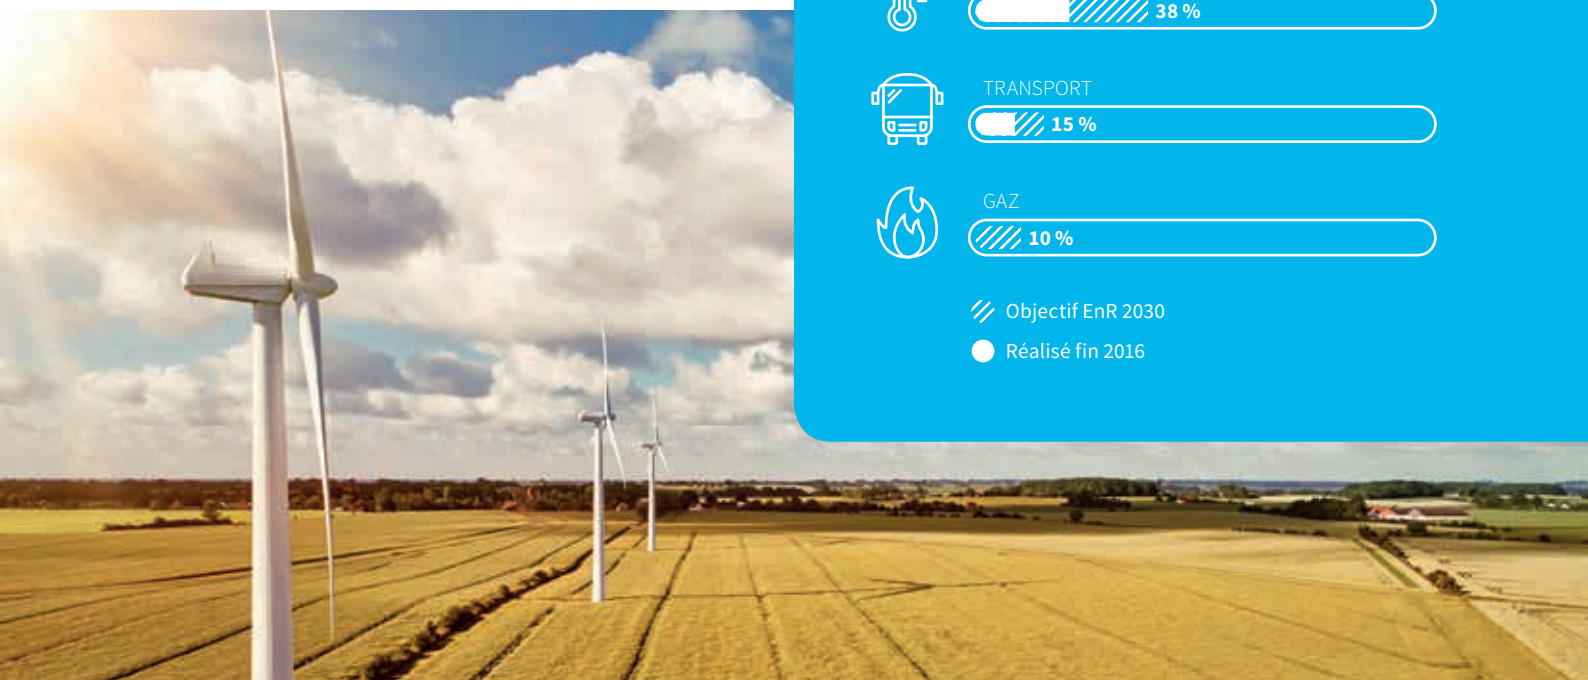 38 %
TRANSPORT
15 %
GAZ
10 %
Objectif EnR 2030
Réalisé fin 2016